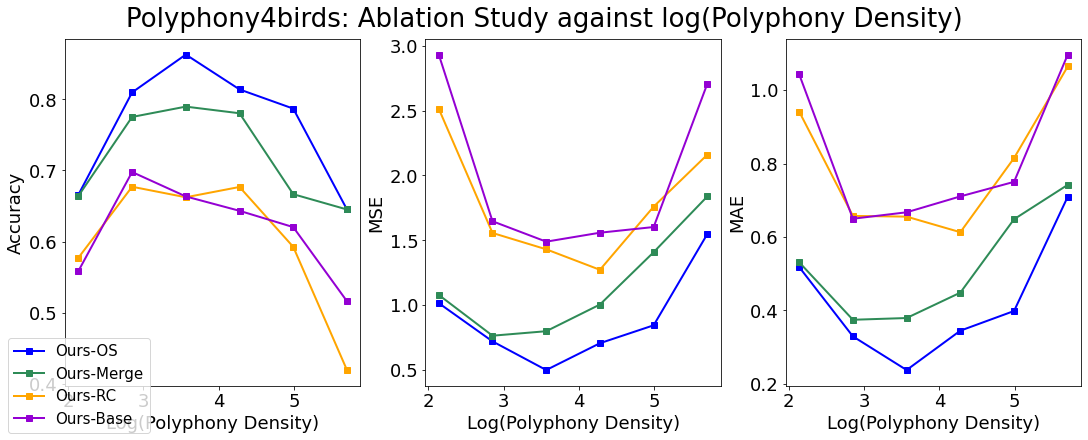 Polyphony4birds: Ablation Study against log(Polyphony Density)
Accuracy
0.8
0.7
0.6
0.5
0.4
2 3 4 5
Log(Polyphony Density)
Ours-OS
Ours-Merge
Ours-RC
Ours-Base
MSE
3.0
2.5
2.0
1.5
1.0
0.5
2 3 4 5
Log(Polyphony Density)
MAE
1.0
0.8
0.6
0.4
0.2
2 3 4 5
Log(Polyphony Density)